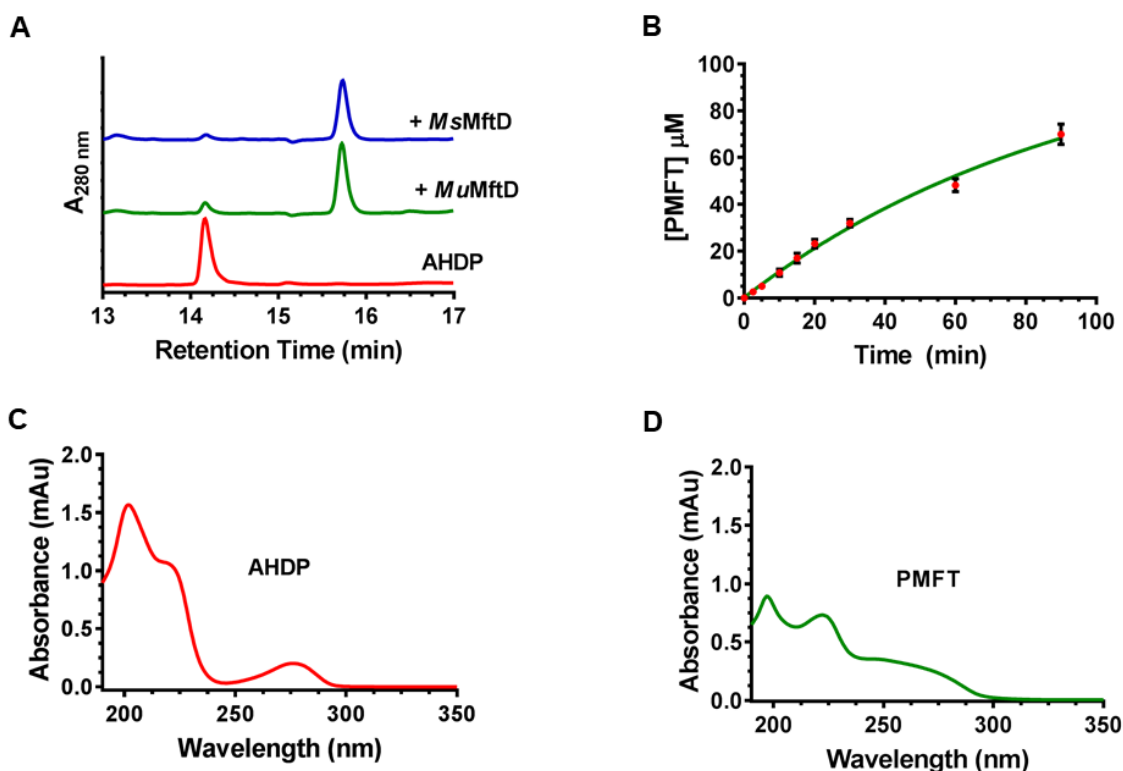 A
A280 nm
+ MsMftD
+ MuMftD
AHDP
13 14 15 16 17
Retention Time (min)
B
[PMFT] µM
100
80
60
40
20
0
0 20 40 60 80 100
Time (min)
C
Absorbance (mAu)
2.0
1.5
1.0
0.5
0.0
AHDP
200 250 300 350
Wavelength (nm)
D
Absorbance (mAu)
2.0
1.5
1.0
0.5
0.0
PMFT
200 250 300 350
Wavelength (nm)